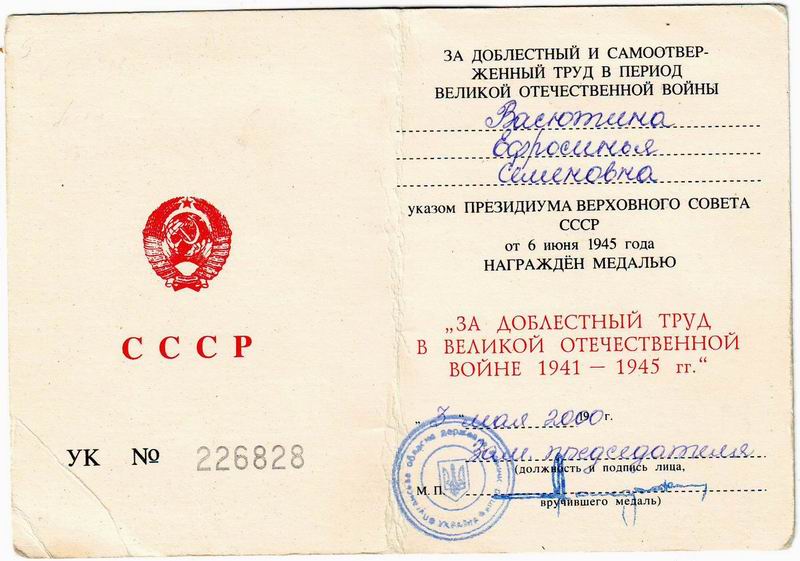 СССР
УК № 226828
ЗА ДОБЛЕСТНЫЙ И САМООТВЕР-
ЖЕННЫЙ ТРУД В ПЕРИОД
ВЕЛИКОЙ ОТЕЧЕСТВЕННОЙ ВОЙНЫ
Васютина
Ефросинья
Семеновна
указом ПРЕЗИДИУМА ВЕРХОВНОГО СОВЕТА
СССР
от 6 июня 1945 года
НАГРАЖДЁН МЕДАЛЬЮ
„ЗА ДОБЛЕСТНЫЙ ТРУД
В ВЕЛИКОЙ ОТЕЧЕСТВЕННОЙ
ВОЙНЕ 1941 — 1945 гг.“
„ 3 “ мая 2000 г.
зам председателя
(должность и подпись лица,
М. П.
вручившего медаль)
УКРАЇНА